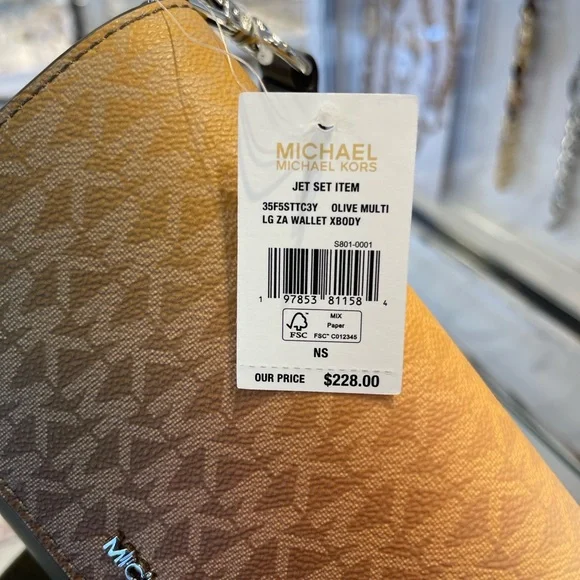 MICHAEL
MICHAEL KORS
JET SET ITEM
35F5STTC3Y OLIVE MULTI
LG ZA WALLET XBODY
S801-0001
1 97853 81158 4
FSC
MIX
Paper
FSC® C012345
NS
OUR PRICE $228.00
MIC